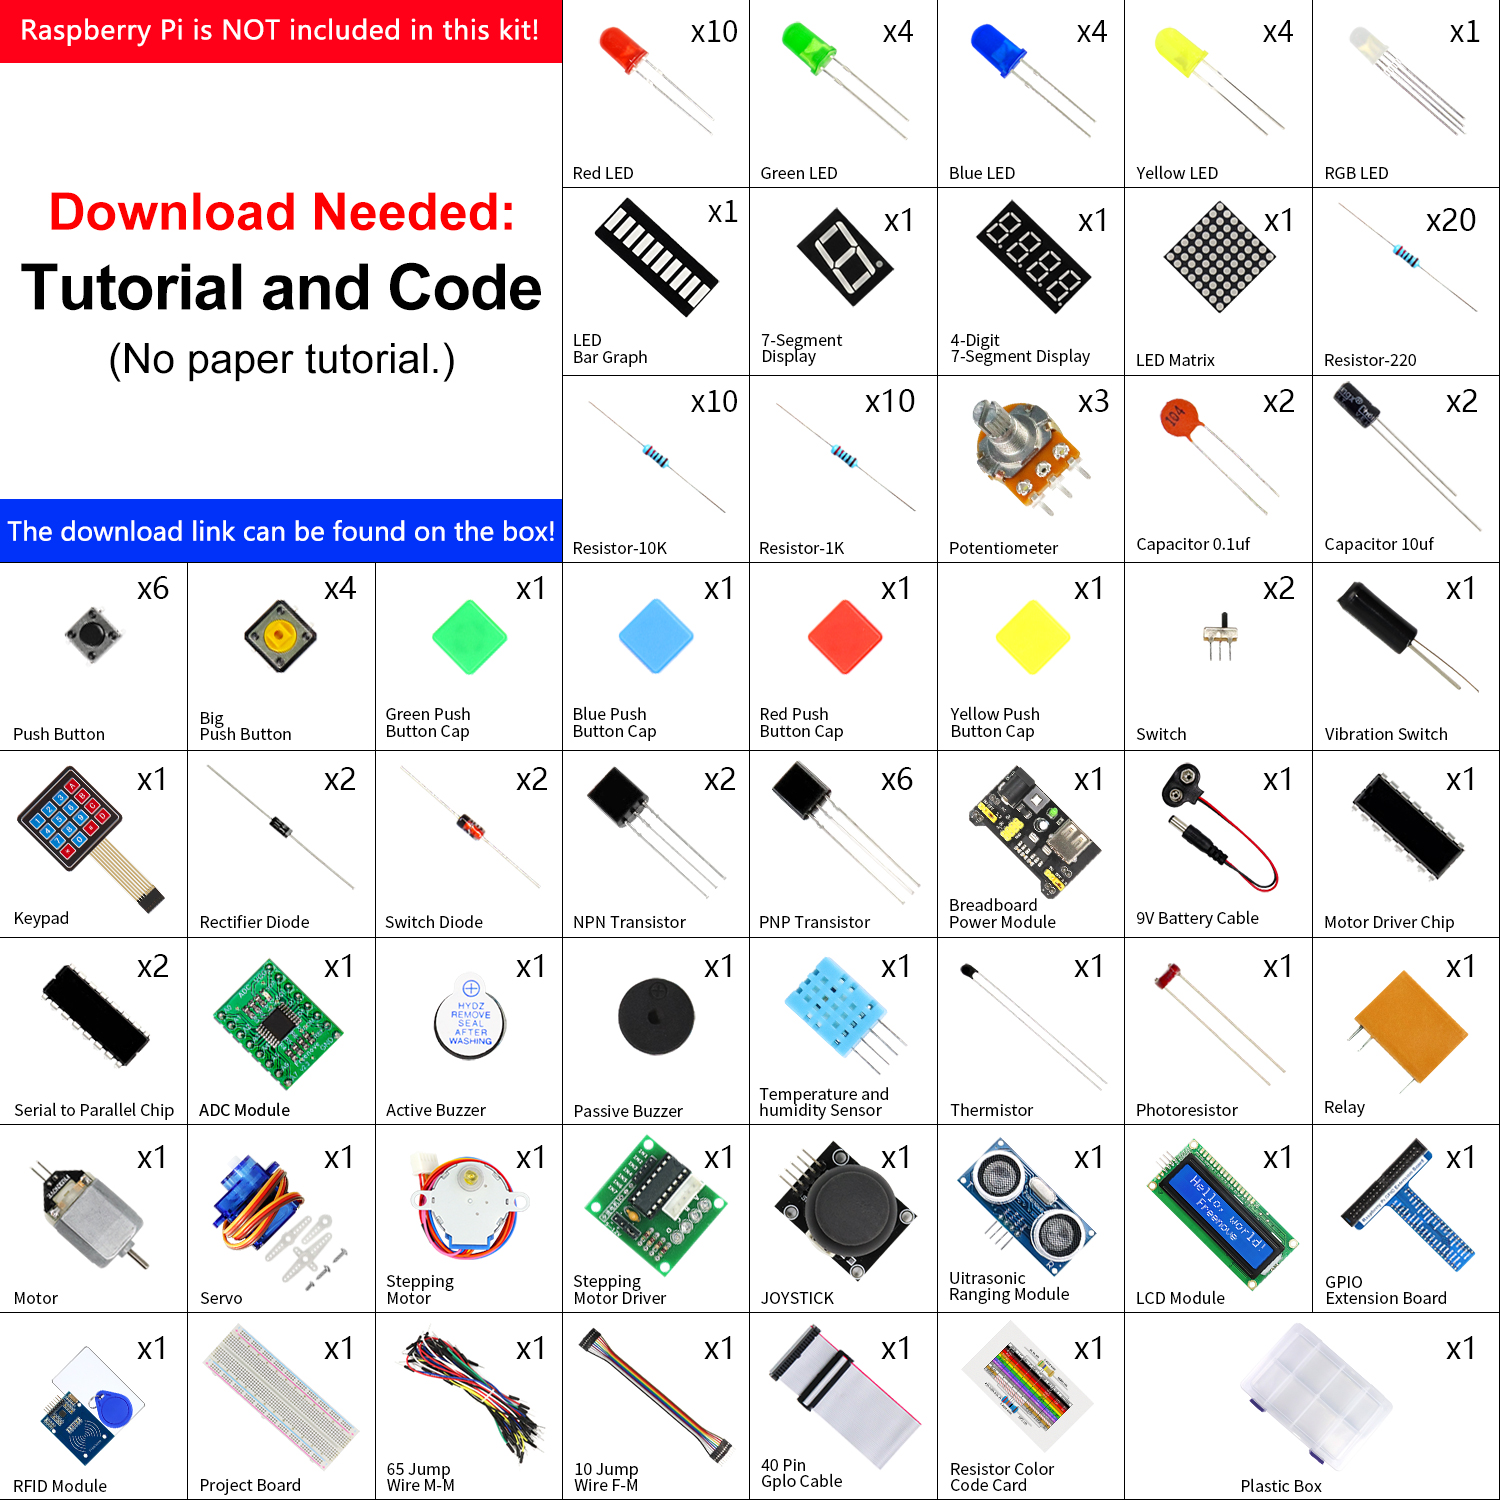 Raspberry Pi is NOT included in this kit!
Download Needed:
Tutorial and Code
(No paper tutorial.)
The download link can be found on the box!
x10
Red LED
x4
Green LED
x4
Blue LED
x4
Yellow LED
x1
RGB LED
x1
LED
Bar Graph
x1
7-Segment
Display
x1
4-Digit
7-Segment Display
x1
LED Matrix
x20
Resistor-220
x10
Resistor-10K
x10
Resistor-1K
x3
Potentiometer
x2
104
Capacitor 0.1uf
x2
Capacitor 10uf
x6
Push Button
x4
Big
Push Button
x1
Green Push
Button Cap
x1
Blue Push
Button Cap
x1
Red Push
Button Cap
x1
Yellow Push
Button Cap
x2
Switch
x1
Vibration Switch
x1
Keypad
x2
Rectifier Diode
x2
Switch Diode
x2
NPN Transistor
x6
PNP Transistor
x1
Breadboard
Power Module
x1
9V Battery Cable
x1
Motor Driver Chip
x2
Serial to Parallel Chip
x1
ADC Module
x1
HYDZ
REMOVE
SEAL
AFTER
WASHING
Active Buzzer
x1
Passive Buzzer
x1
Temperature and
humidity Sensor
x1
Thermistor
x1
Photoresistor
x1
Relay
x1
Motor
x1
Servo
x1
Stepping
Motor
x1
Stepping
Motor Driver
x1
JOYSTICK
x1
Uitrasonic
Ranging Module
x1
Hello, World!
Freenove
LCD Module
x1
GPIO
Extension Board
x1
RFID Module
x1
Project Board
x1
65 Jump
Wire M-M
x1
10 Jump
Wire F-M
x1
40 Pin
Gplo Cable
x1
Resistor Color
Code Card
x1
Plastic Box